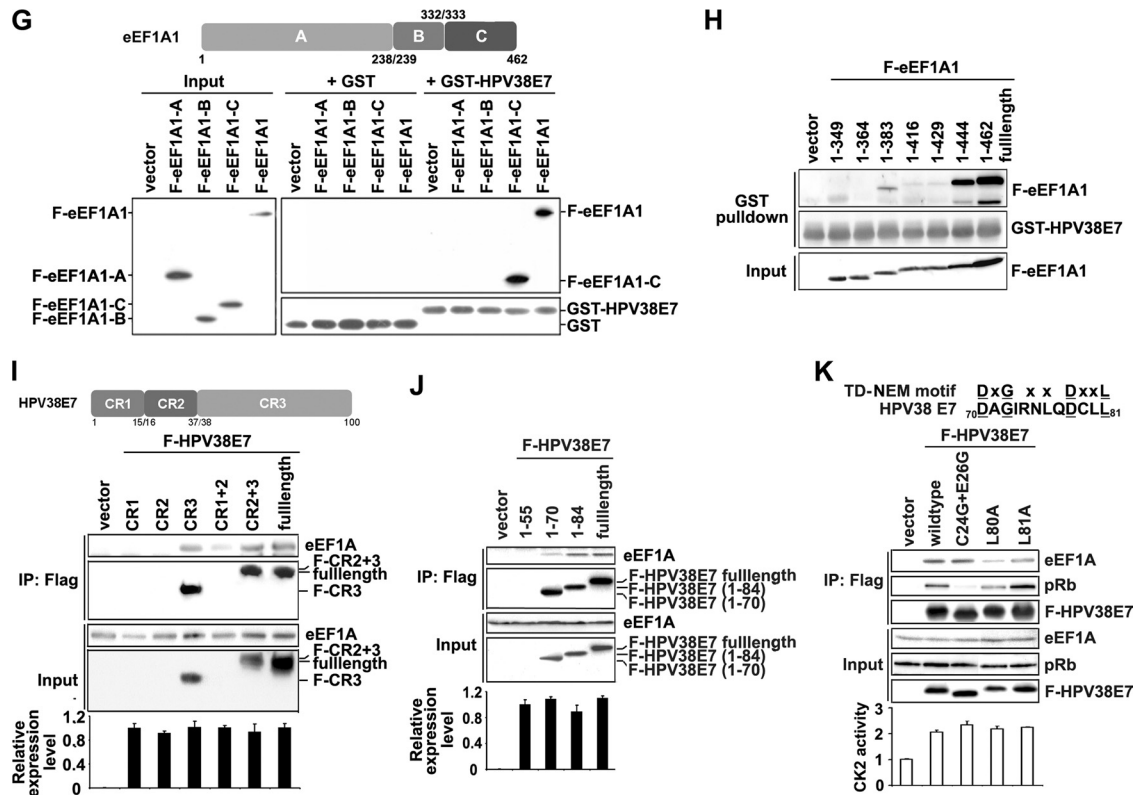 G
eEF1A1
A
B
C
332/333
1
238/239
462
Input
+ GST
+ GST-HPV38E7
vector
F-eEF1A1-A
F-eEF1A1-B
F-eEF1A1-C
F-eEF1A1
vector
F-eEF1A1-A
F-eEF1A1-B
F-eEF1A1-C
F-eEF1A1
vector
F-eEF1A1-A
F-eEF1A1-B
F-eEF1A1-C
F-eEF1A1
F-eEF1A1
F-eEF1A1-A
F-eEF1A1-C
F-eEF1A1-B
F-eEF1A1
F-eEF1A1-C
GST-HPV38E7
GST
H
F-eEF1A1
vector
1-349
1-364
1-383
1-416
1-429
1-444
1-462
fulllength
GST pulldown
F-eEF1A1
GST-HPV38E7
Input
F-eEF1A1
I
HPV38E7
CR1
CR2
CR3
1
15/16
37/38
100
F-HPV38E7
vector
CR1
CR2
CR3
CR1+2
CR2+3
fulllength
IP: Flag
eEF1A
F-CR2+3
fulllength
F-CR3
Input
eEF1A
F-CR2+3
fulllength
F-CR3
Relative expression level
1.2
0.8
0.4
0
J
F-HPV38E7
vector
1-55
1-70
1-84
fulllength
IP: Flag
eEF1A
F-HPV38E7 fulllength
F-HPV38E7 (1-84)
F-HPV38E7 (1-70)
Input
eEF1A
F-HPV38E7 fulllength
F-HPV38E7 (1-84)
F-HPV38E7 (1-70)
Relative expression level
1.2
0.8
0.4
0
K
TD-NEM motif DxG x x DxxL
HPV38 E7 70DAGIRNLQDCLL81
F-HPV38E7
vector
wildtype
C24G+E26G
L80A
L81A
IP: Flag
eEF1A
pRb
F-HPV38E7
Input
eEF1A
pRb
F-HPV38E7
CK2 activity
3
2
1
0